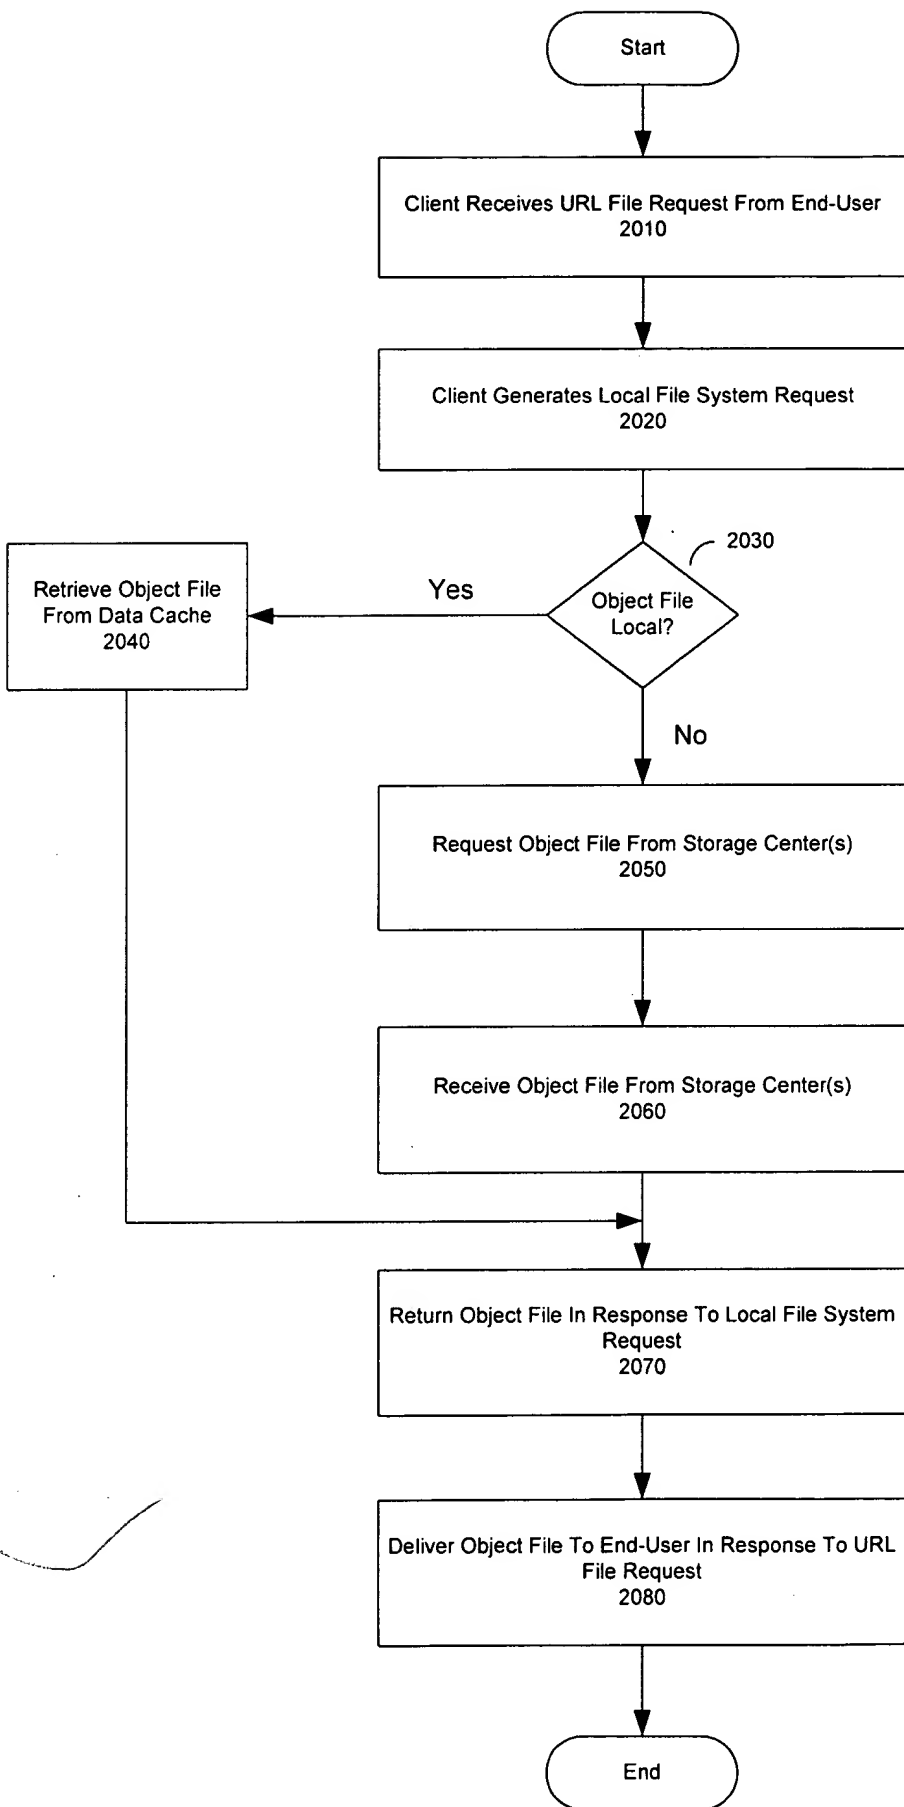 Start
Client Receives URL File Request From End-User
2010
Client Generates Local File System Request
2020
2030
Object File
Local?
Yes
Retrieve Object File
From Data Cache
2040
No
Request Object File From Storage Center(s)
2050
Receive Object File From Storage Center(s)
2060
Return Object File In Response To Local File System
Request
2070
Deliver Object File To End-User In Response To URL
File Request
2080
End